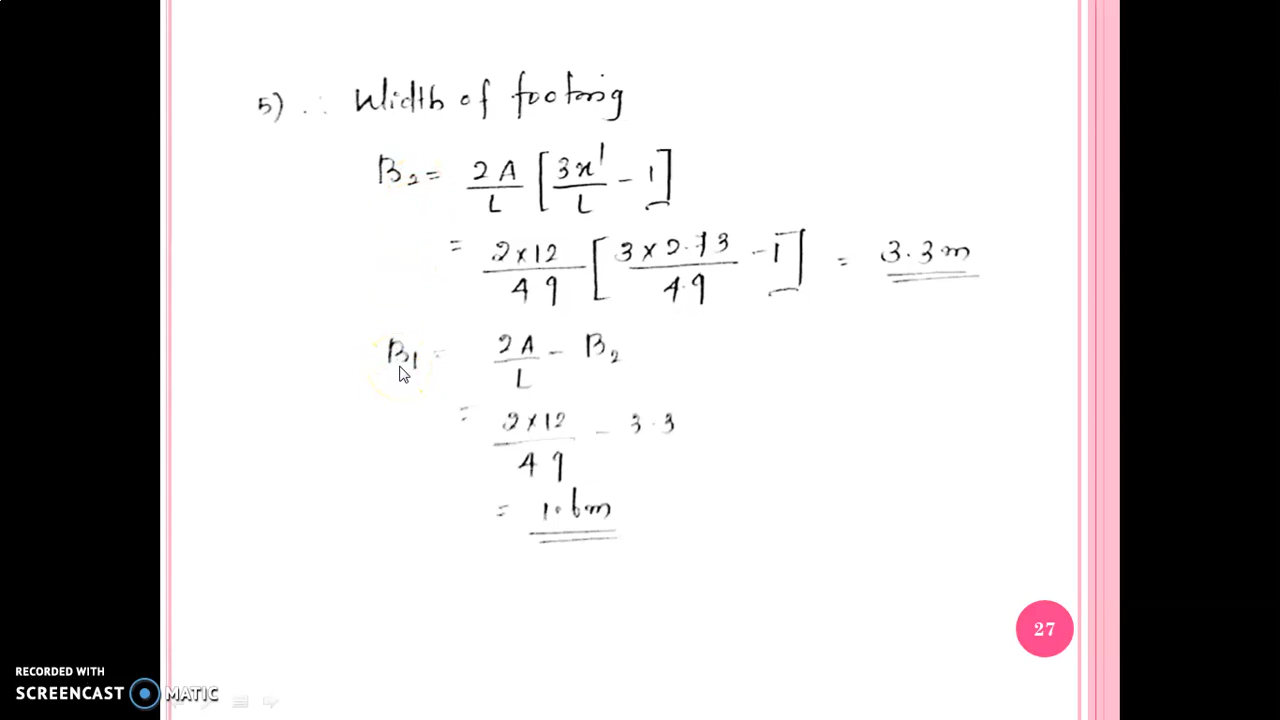 5) ∴ Width of footing
B₂ = 2A/L [3x'/L - 1]
= 2×12/4.9 [3×2.73/4.9 - 1] = 3.3m
B₁ = 2A/L - B₂
= 2×12/4.9 - 3.3
= 1.6m
27
RECORDED WITH
SCREENCAST MATIC